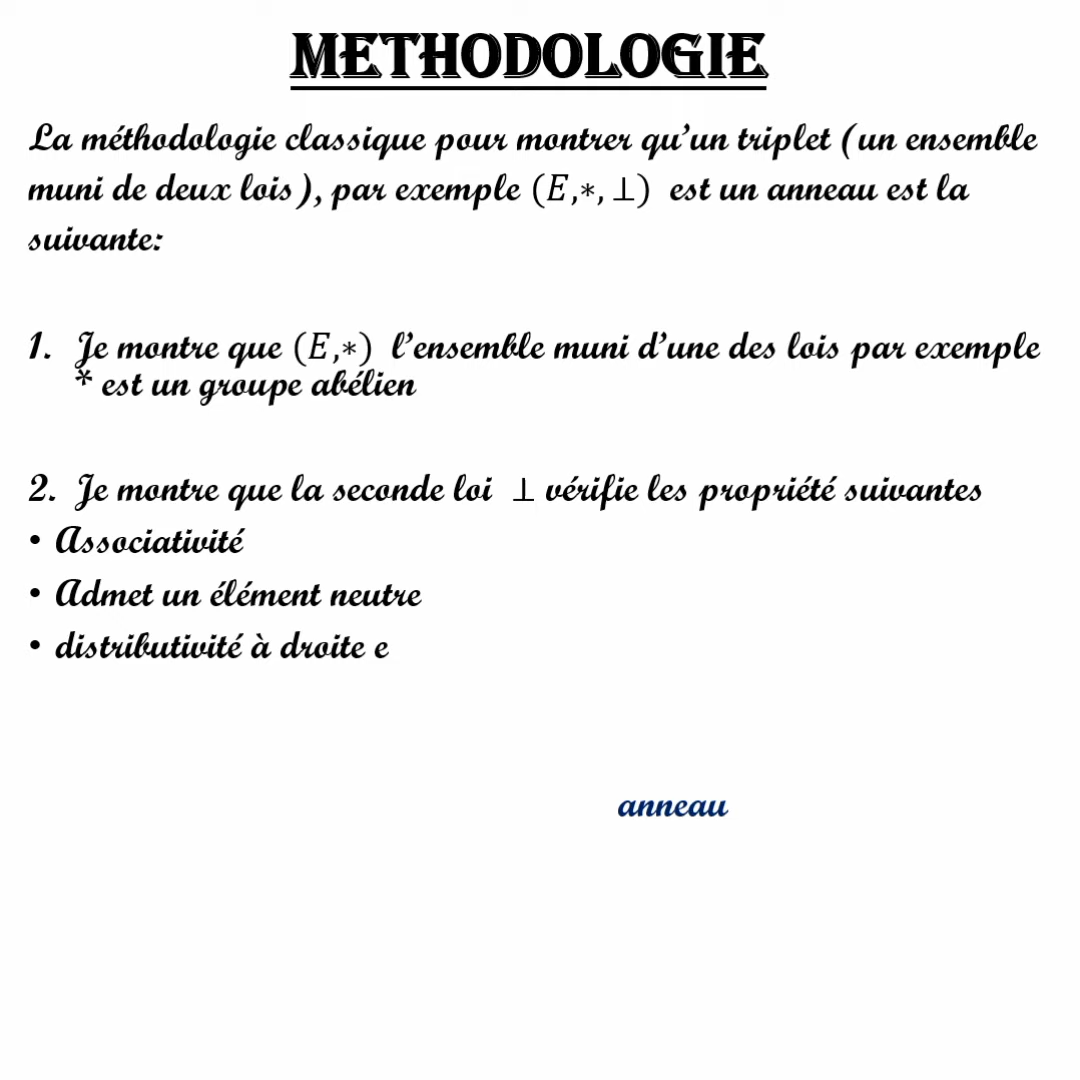 METHODOLOGIE
La méthodologie classique pour montrer qu'un triplet (un ensemble
muni de deux lois), par exemple (E,∗,⊥) est un anneau est la
suivante:
1. Je montre que (E,∗) l'ensemble muni d'une des lois par exemple
* est un groupe abélien
2. Je montre que la seconde loi ⊥ vérifie les propriété suivantes
• Associativité
• Admet un élément neutre
• distributivité à droite e
anneau